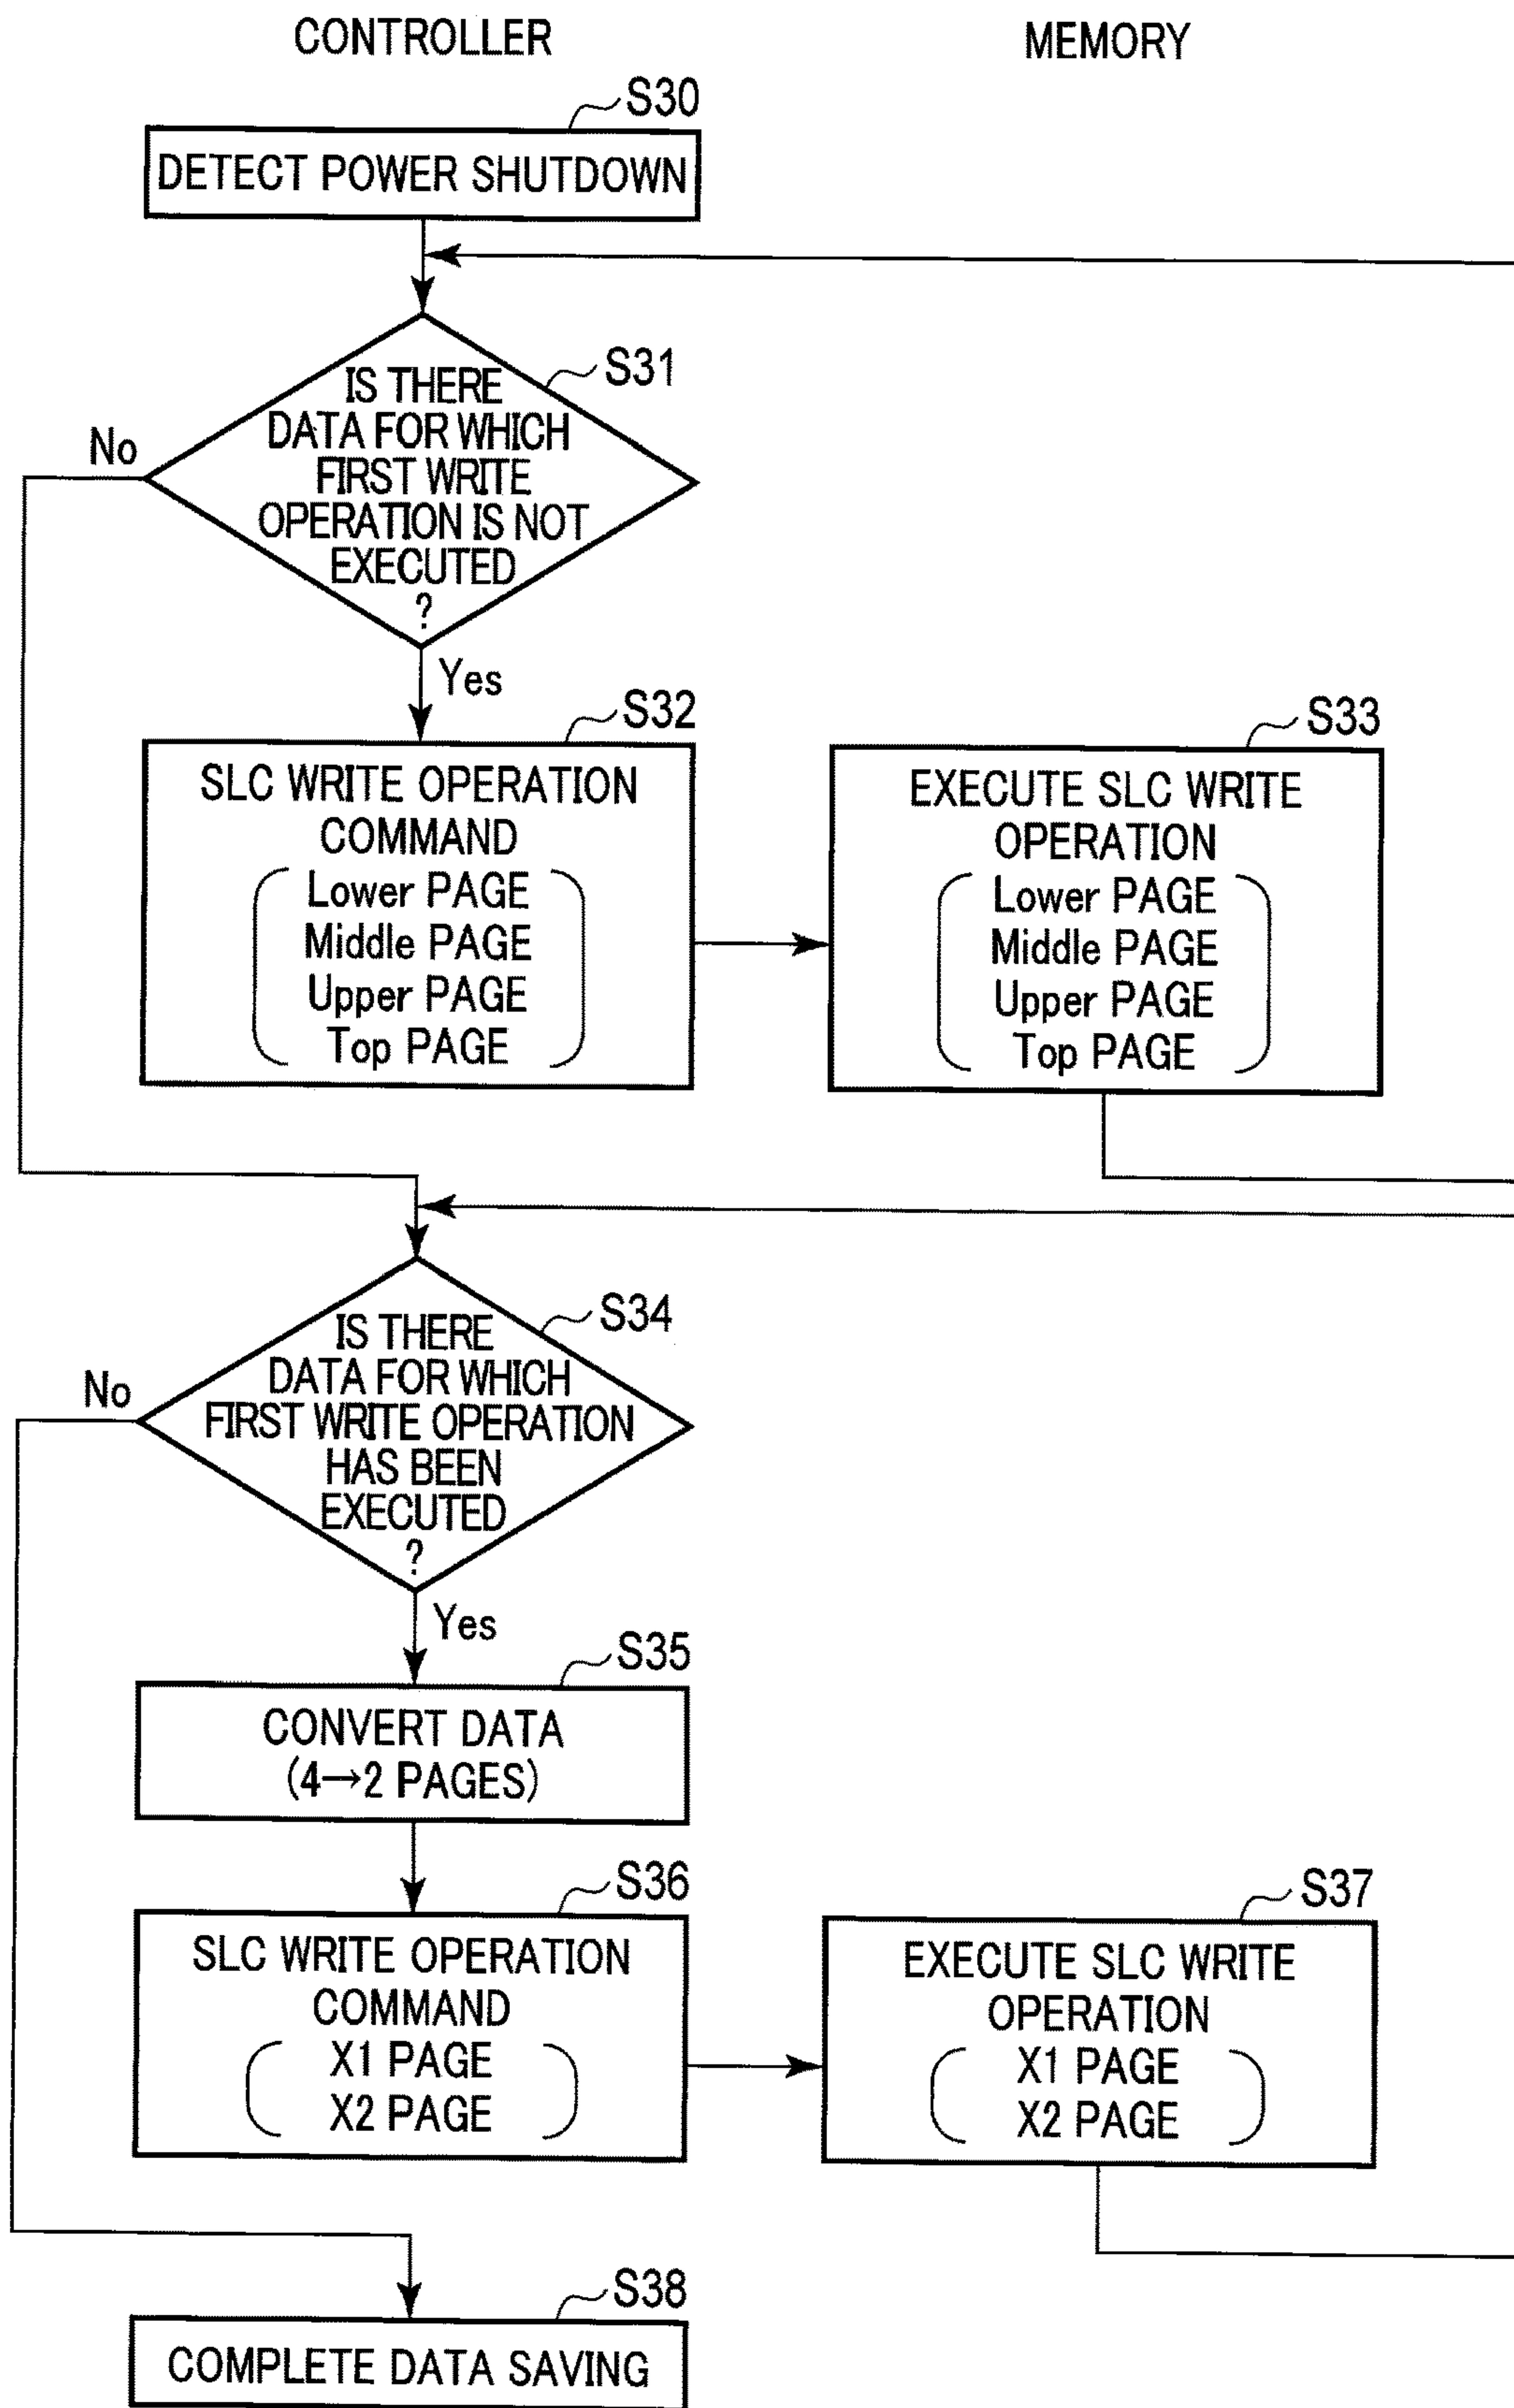 CONTROLLER
MEMORY
S30
DETECT POWER SHUTDOWN
S31
IS THERE
DATA FOR WHICH
FIRST WRITE
OPERATION IS NOT
EXECUTED
?
No
Yes
S32
SLC WRITE OPERATION
COMMAND
Lower PAGE
Middle PAGE
Upper PAGE
Top PAGE
S33
EXECUTE SLC WRITE
OPERATION
Lower PAGE
Middle PAGE
Upper PAGE
Top PAGE
S34
IS THERE
DATA FOR WHICH
FIRST WRITE OPERATION
HAS BEEN
EXECUTED
?
No
Yes
S35
CONVERT DATA
(4→2 PAGES)
S36
SLC WRITE OPERATION
COMMAND
X1 PAGE
X2 PAGE
S37
EXECUTE SLC WRITE
OPERATION
X1 PAGE
X2 PAGE
S38
COMPLETE DATA SAVING